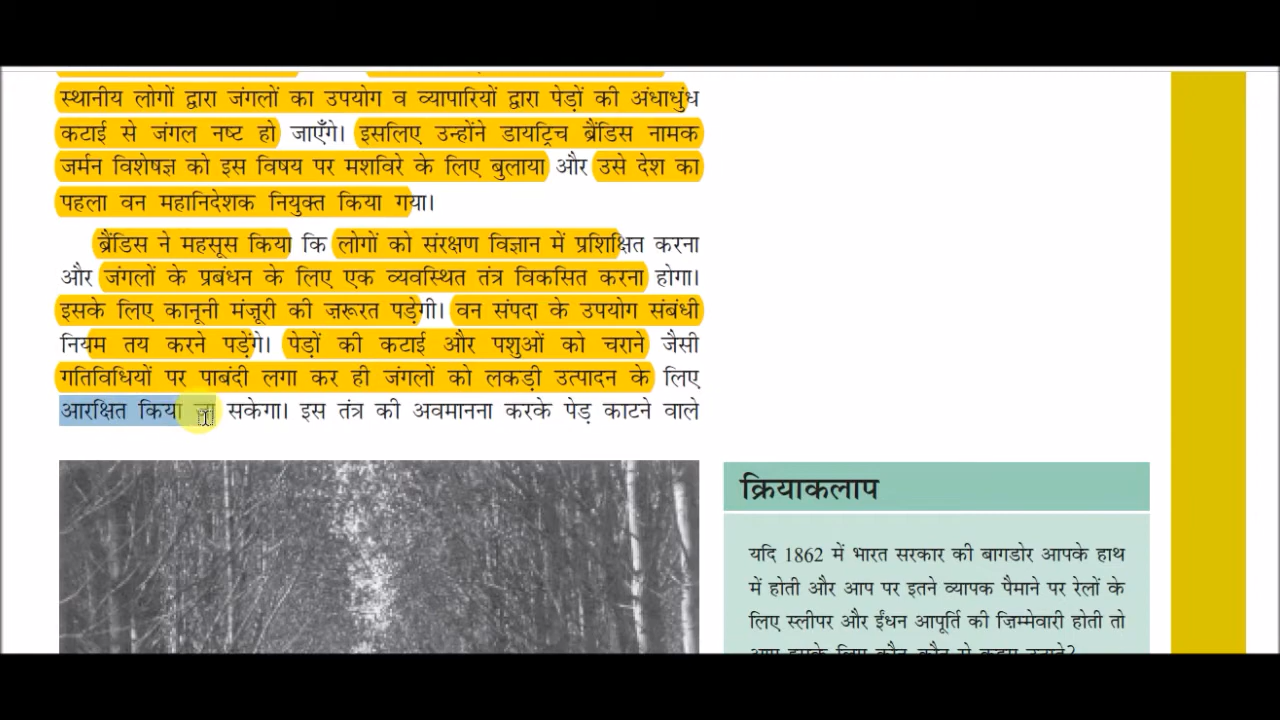 स्थानीय लोगों द्वारा जंगलों का उपयोग व व्यापारियों द्वारा पेड़ों की अंधाधुंध
कटाई से जंगल नष्ट हो जाएँगे। इसलिए उन्होंने डायट्रिच ब्रैंडिस नामक
जर्मन विशेषज्ञ को इस विषय पर मशविरे के लिए बुलाया और उसे देश का
पहला वन महानिदेशक नियुक्त किया गया।
ब्रैंडिस ने महसूस किया कि लोगों को संरक्षण विज्ञान में प्रशिक्षित करना
और जंगलों के प्रबंधन के लिए एक व्यवस्थित तंत्र विकसित करना होगा।
इसके लिए कानूनी मंजूरी की ज़रूरत पड़ेगी। वन संपदा के उपयोग संबंधी
नियम तय करने पड़ेंगे। पेड़ों की कटाई और पशुओं को चराने जैसी
गतिविधियों पर पाबंदी लगा कर ही जंगलों को लकड़ी उत्पादन के लिए
आरक्षित किया जा सकेगा। इस तंत्र की अवमानना करके पेड़ काटने वाले
क्रियाकलाप
यदि 1862 में भारत सरकार की बागडोर आपके हाथ
में होती और आप पर इतने व्यापक पैमाने पर रेलों के
लिए स्लीपर और ईंधन आपूर्ति की ज़िम्मेवारी होती तो